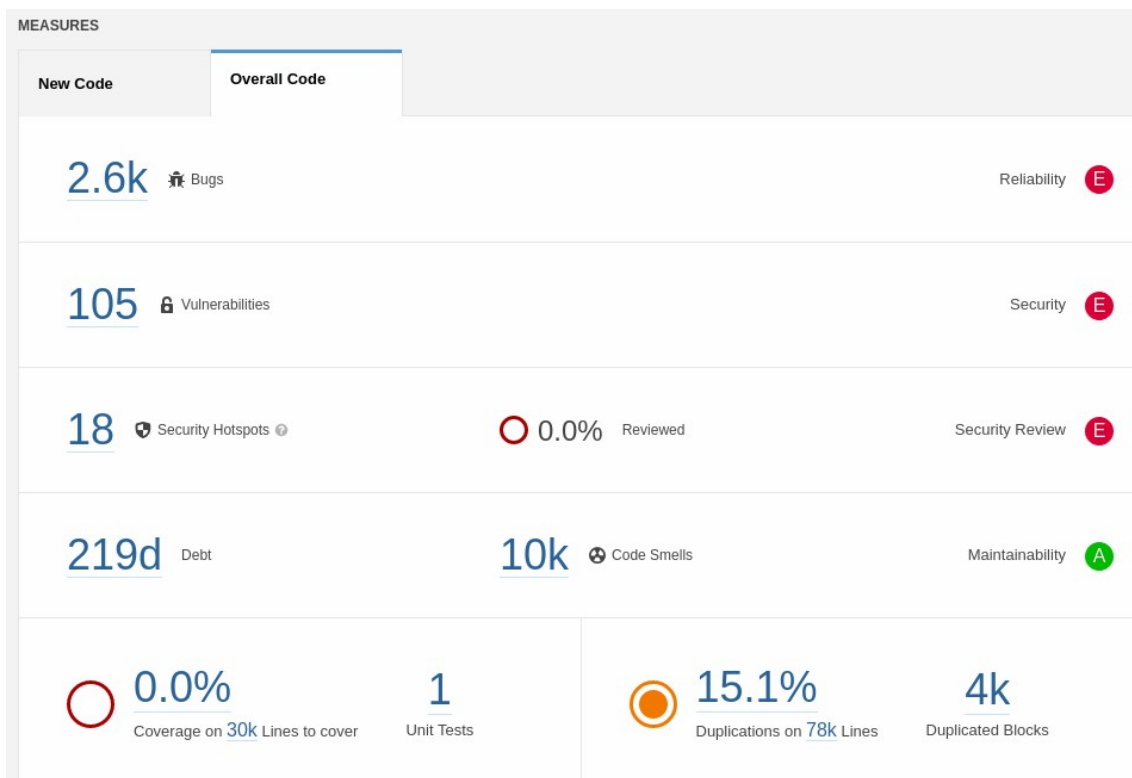 MEASURES
New Code
Overall Code
2.6k Bugs Reliability E
105 Vulnerabilities Security E
18 Security Hotspots ? 0.0% Reviewed Security Review E
219d Debt 10k Code Smells Maintainability A
0.0% 1 15.1% 4k
Coverage on 30k Lines to cover Unit Tests Duplications on 78k Lines Duplicated Blocks